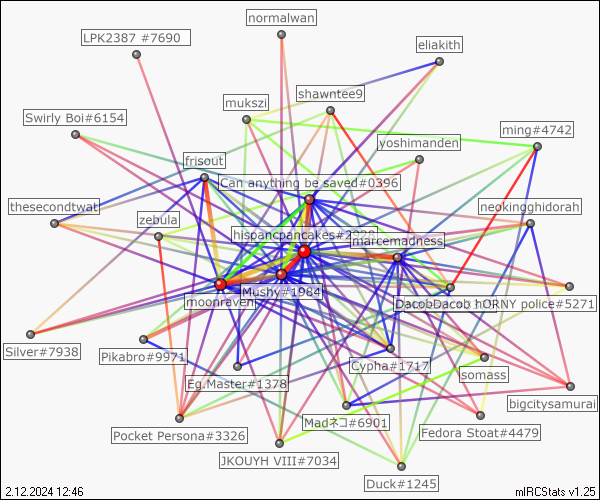 normalwan
LPK2387 #7690
eliakith
shawntee9
mukszi
Swirly Boi#6154
ming#4742
yoshimanden
frisout
Can anything be saved#0396
thesecondtwat
neokingghidorah
zebula
hispancpancakes#2928
marcemadness
Mushy#1984
moonreven
DacobDacob
hORNY police#5271
Silver#7938
Pikabro#9971
Cypha#1717
somass
Eg.Master#1378
bigcitysamurai
Madネコ#6901
Pocket Persona#3326
Fedora Stoat#4479
JKOUYH VIII#7034
Duck#1245
2.12.2024 12:46
mIRCStats v1.25